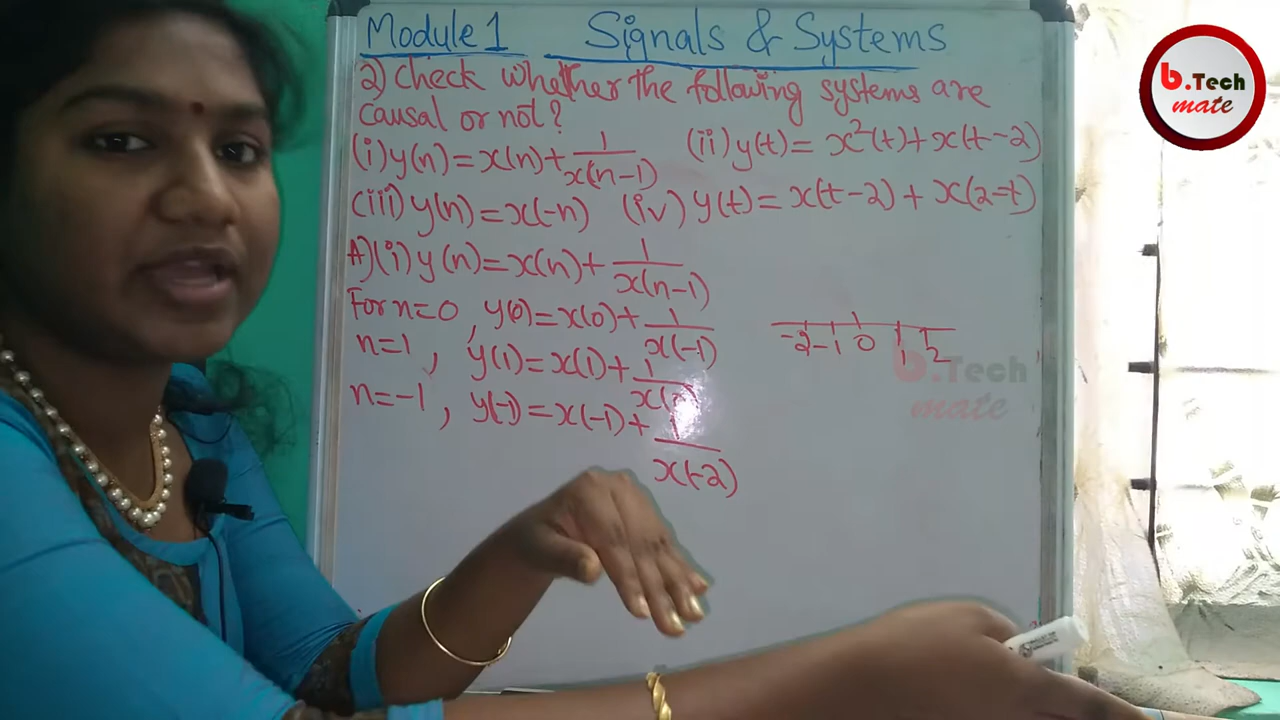 Module 1 Signals & Systems
2) Check whether the following systems are
causal or not?
(i) y(n) = x(n) + 1/x(n-1) (ii) y(t) = x²(t) + x(t-2)
(iii) y(n) = x(-n) (iv) y(t) = x(t-2) + x(2-t)
A) (i) y(n) = x(n) + 1/x(n-1)
For n=0, y(0) = x(0) + 1/x(-1)
n=1, y(1) = x(1) + 1/x(
n=-1, y(-1) = x(-1) + 1/x(-2)
-2 -1 0 1 2
b.Tech
mate
b.Tech
mate